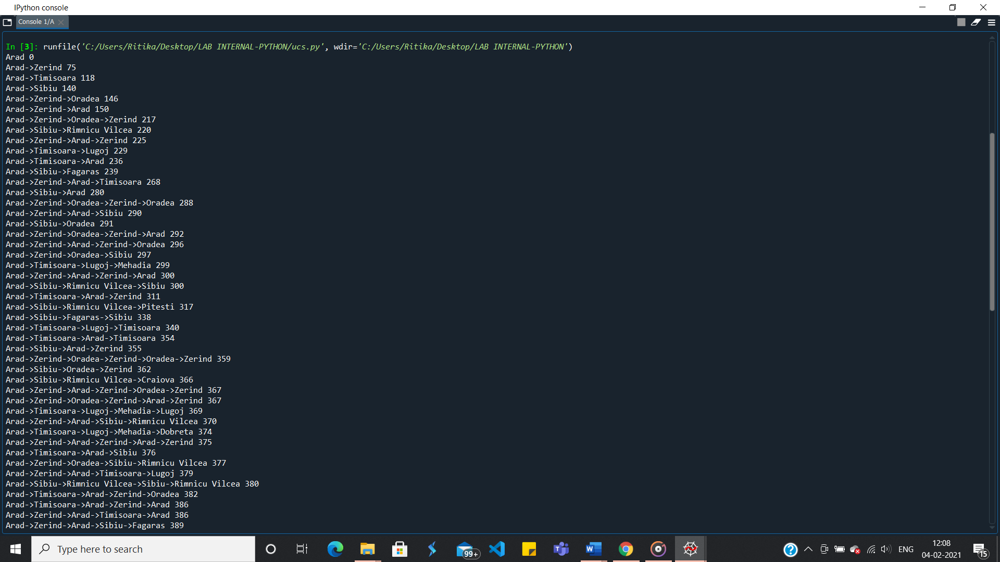 IPython console
Console 1/A
In [3]: runfile('C:/Users/Ritika/Desktop/LAB INTERNAL-PYTHON/ucs.py', wdir='C:/Users/Ritika/Desktop/LAB INTERNAL-PYTHON')
Arad 0
Arad->Zerind 75
Arad->Timisoara 118
Arad->Sibiu 140
Arad->Zerind->Oradea 146
Arad->Zerind->Arad 150
Arad->Zerind->Oradea->Zerind 217
Arad->Sibiu->Rimnicu Vilcea 220
Arad->Zerind->Arad->Zerind 225
Arad->Timisoara->Lugoj 229
Arad->Timisoara->Arad 236
Arad->Sibiu->Fagaras 239
Arad->Zerind->Arad->Timisoara 268
Arad->Sibiu->Arad 280
Arad->Zerind->Oradea->Zerind->Oradea 288
Arad->Zerind->Arad->Sibiu 290
Arad->Sibiu->Oradea 291
Arad->Zerind->Oradea->Zerind->Arad 292
Arad->Zerind->Arad->Zerind->Oradea 296
Arad->Zerind->Oradea->Sibiu 297
Arad->Timisoara->Lugoj->Mehadia 299
Arad->Zerind->Arad->Zerind->Arad 300
Arad->Sibiu->Rimnicu Vilcea->Sibiu 300
Arad->Timisoara->Arad->Zerind 311
Arad->Sibiu->Rimnicu Vilcea->Pitesti 317
Arad->Sibiu->Fagaras->Sibiu 338
Arad->Timisoara->Lugoj->Timisoara 340
Arad->Timisoara->Arad->Timisoara 354
Arad->Sibiu->Arad->Zerind 355
Arad->Zerind->Oradea->Zerind->Oradea->Zerind 359
Arad->Sibiu->Oradea->Zerind 362
Arad->Sibiu->Rimnicu Vilcea->Craiova 366
Arad->Zerind->Arad->Zerind->Oradea->Zerind 367
Arad->Zerind->Oradea->Zerind->Arad->Zerind 367
Arad->Timisoara->Lugoj->Mehadia->Lugoj 369
Arad->Zerind->Arad->Sibiu->Rimnicu Vilcea 370
Arad->Timisoara->Lugoj->Mehadia->Dobreta 374
Arad->Zerind->Arad->Zerind->Arad->Zerind 375
Arad->Timisoara->Arad->Sibiu 376
Arad->Zerind->Oradea->Sibiu->Rimnicu Vilcea 377
Arad->Zerind->Arad->Timisoara->Lugoj 379
Arad->Sibiu->Rimnicu Vilcea->Sibiu->Rimnicu Vilcea 380
Arad->Timisoara->Arad->Zerind->Oradea 382
Arad->Timisoara->Arad->Zerind->Arad 386
Arad->Zerind->Arad->Timisoara->Arad 386
Arad->Zerind->Arad->Sibiu->Fagaras 389
Type here to search
99+
ENG
12:08
04-02-2021
15